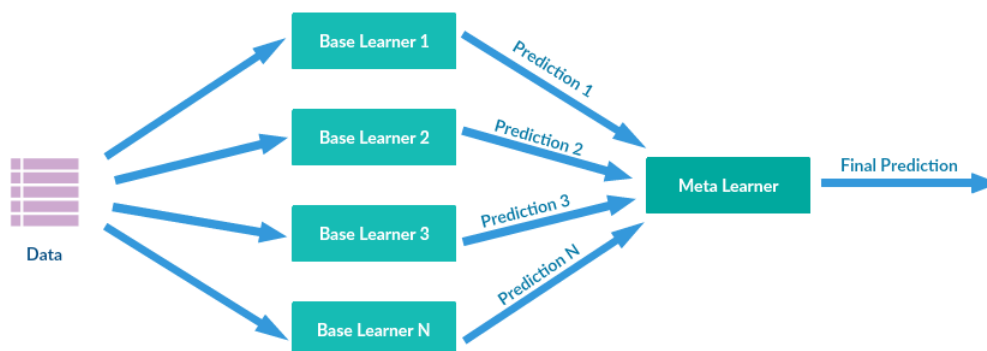 Data
Base Learner 1
Base Learner 2
Base Learner 3
Base Learner N
Prediction 1
Prediction 2
Prediction 3
Prediction N
Meta Learner
Final Prediction